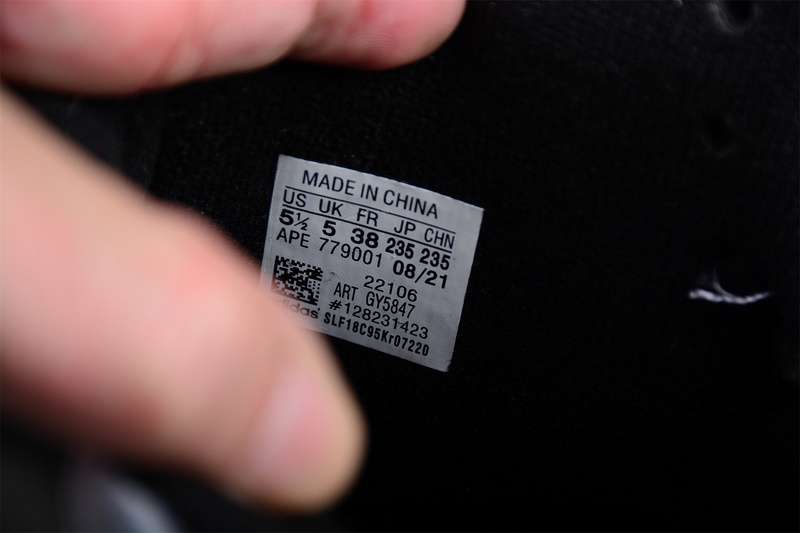 MADE IN CHINA
US UK FR JP CHN
5½ 5 38 235 235
APE 779001 08/21
22106
ART GY5847
#128231423
adidas SLF18C95Kr07220